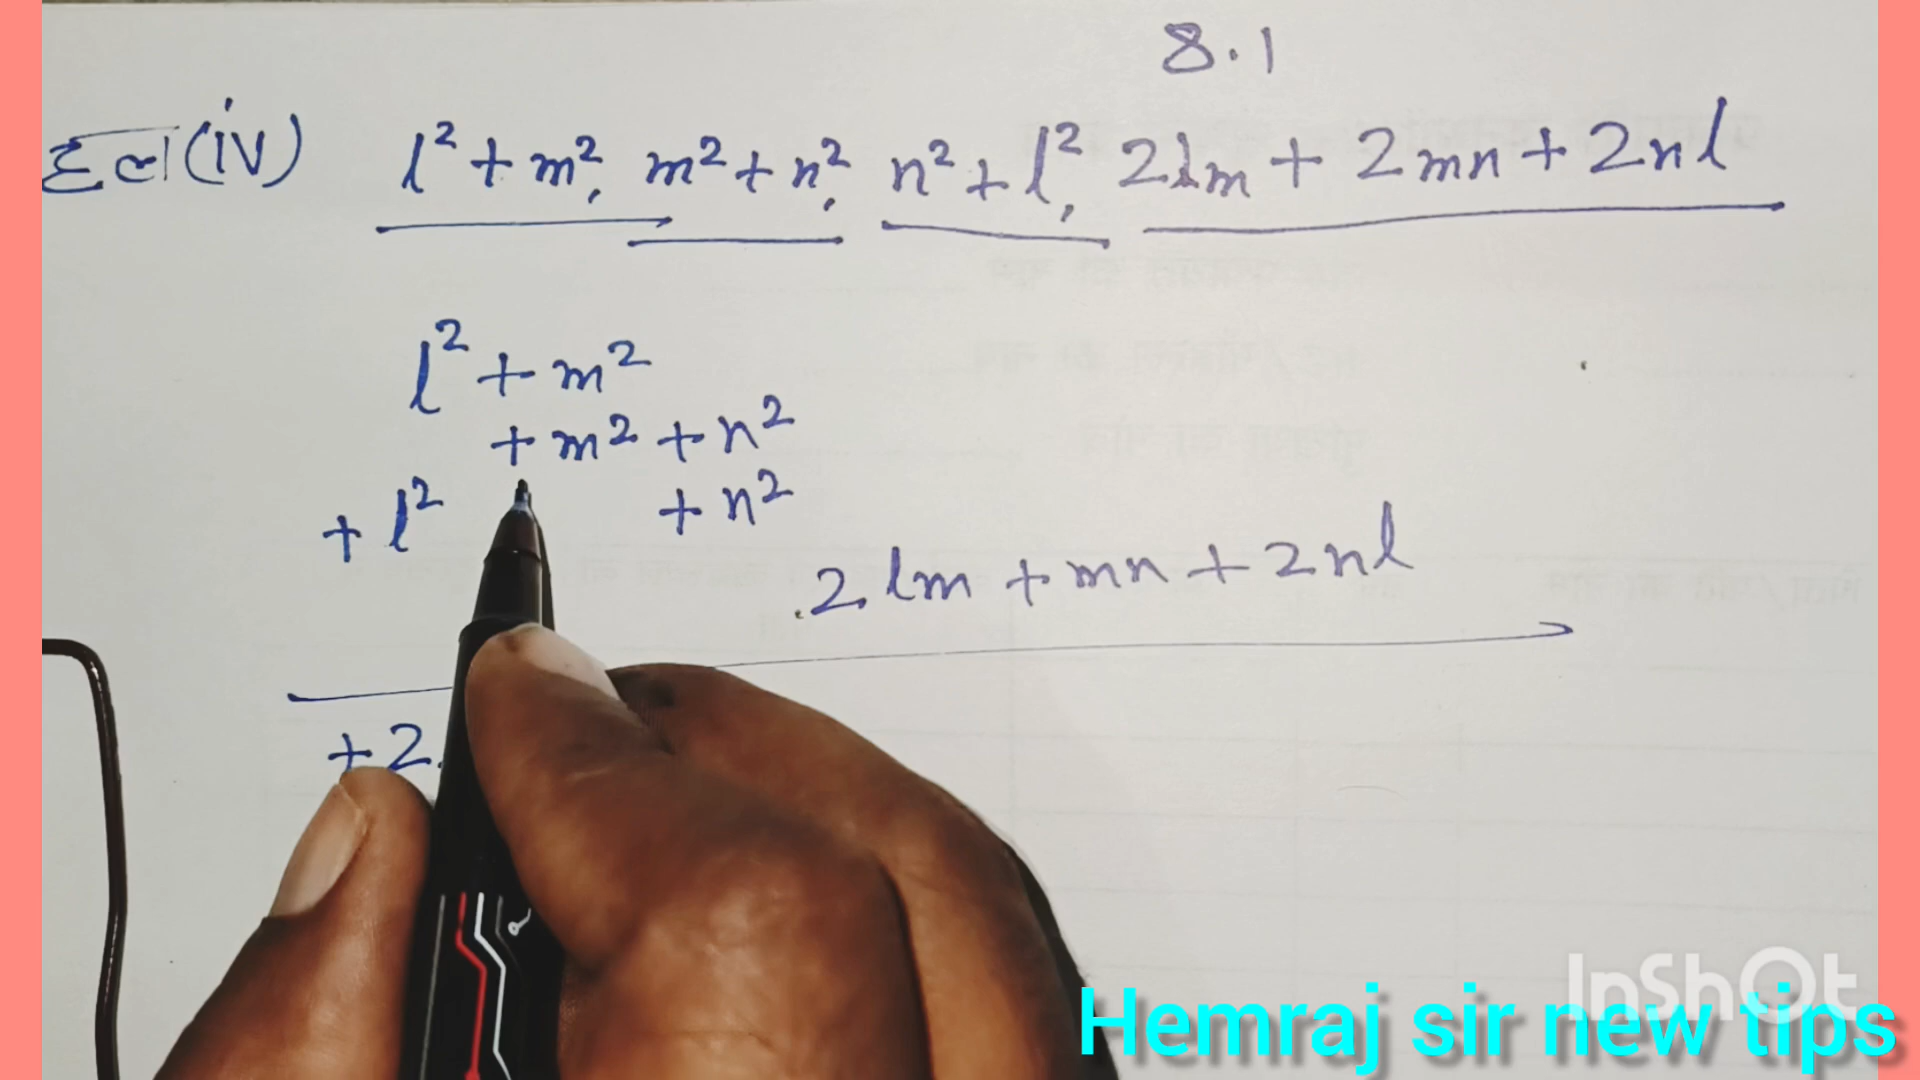 8.1
हल (iv) l² + m², m² + n², n² + l², 2lm + 2mn + 2nl
l² + m²
+ m² + n²
+ l² + n²
2lm + mn + 2nl
+2
InShOt
Hemraj sir new tips